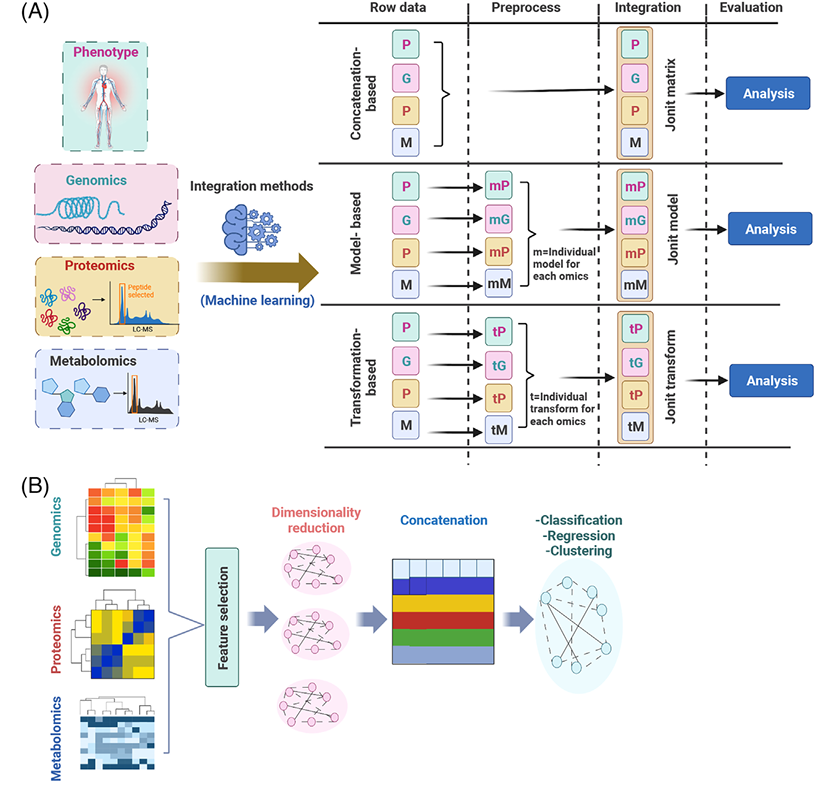 (A)
Phenotype
Genomics
Proteomics
Peptide
selected
LC-MS
Metabolomics
LC-MS
Integration methods
(Machine learning)
Row data
Preprocess
Integration
Evaluation
Concatenation-
based
P
G
P
M
P
G
P
M
Jonit matrix
Analysis
Model- based
P
G
P
M
mP
mG
mP
mM
m=Individual
model for
each omics
mP
mG
mP
mM
Jonit model
Analysis
Transformation-
based
P
G
P
M
tP
tG
tP
tM
t=Individual
transform for
each omics
tP
tG
tP
tM
Jonit transform
Analysis
(B)
Genomics
Proteomics
Metabolomics
Feature selection
Dimensionality
reduction
Concatenation
-Classification
-Regression
-Clustering